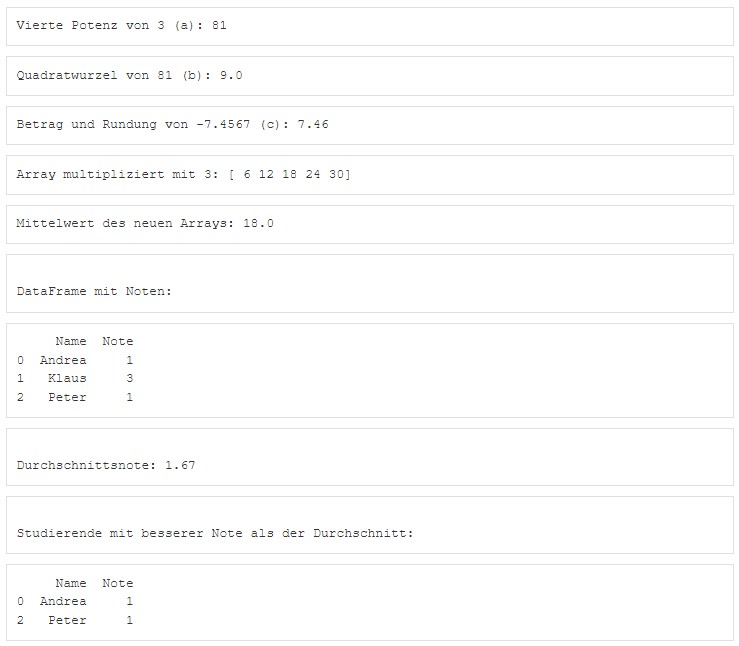 Vierte Potenz von 3 (a): 81
Quadratwurzel von 81 (b): 9.0
Betrag und Rundung von -7.4567 (c): 7.46
Array multipliziert mit 3: [ 6 12 18 24 30]
Mittelwert des neuen Arrays: 18.0
DataFrame mit Noten:
Name Note
0 Andrea 1
1 Klaus 3
2 Peter 1
Durchschnittsnote: 1.67
Studierende mit besserer Note als der Durchschnitt:
Name Note
0 Andrea 1
2 Peter 1